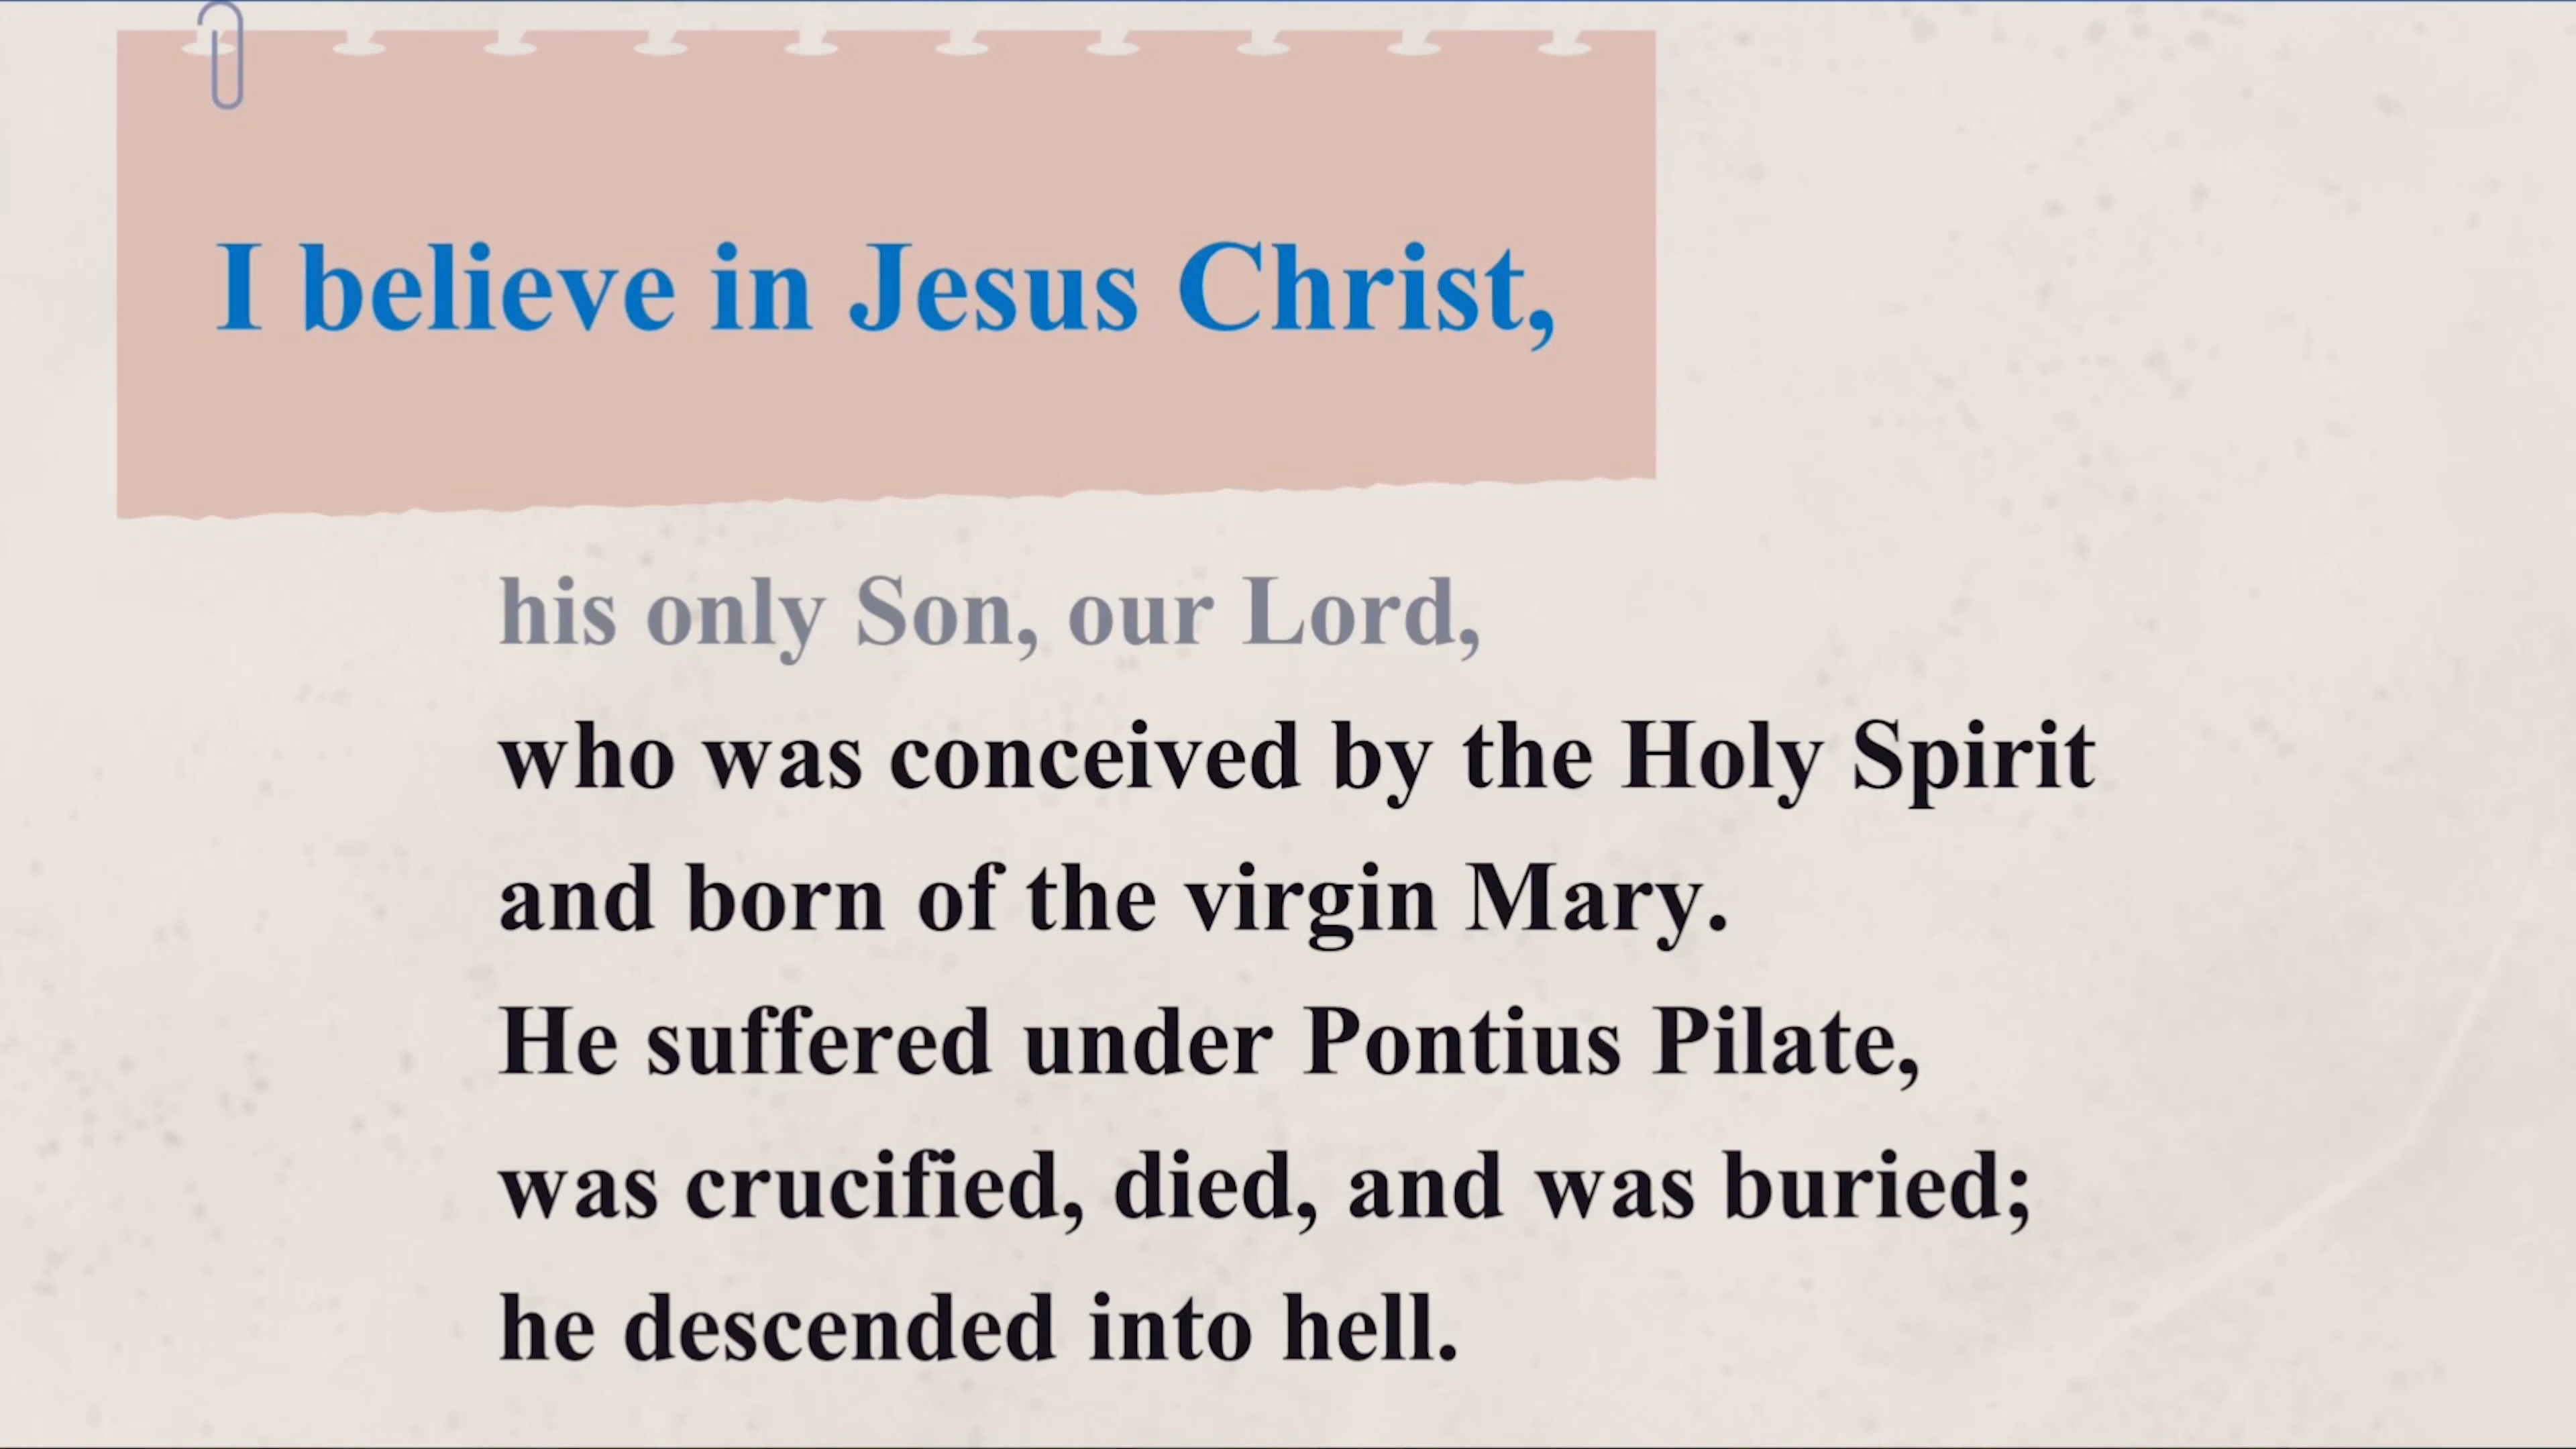 I believe in Jesus Christ,
his only Son, our Lord,
who was conceived by the Holy Spirit
and born of the virgin Mary.
He suffered under Pontius Pilate,
was crucified, died, and was buried;
he descended into hell.